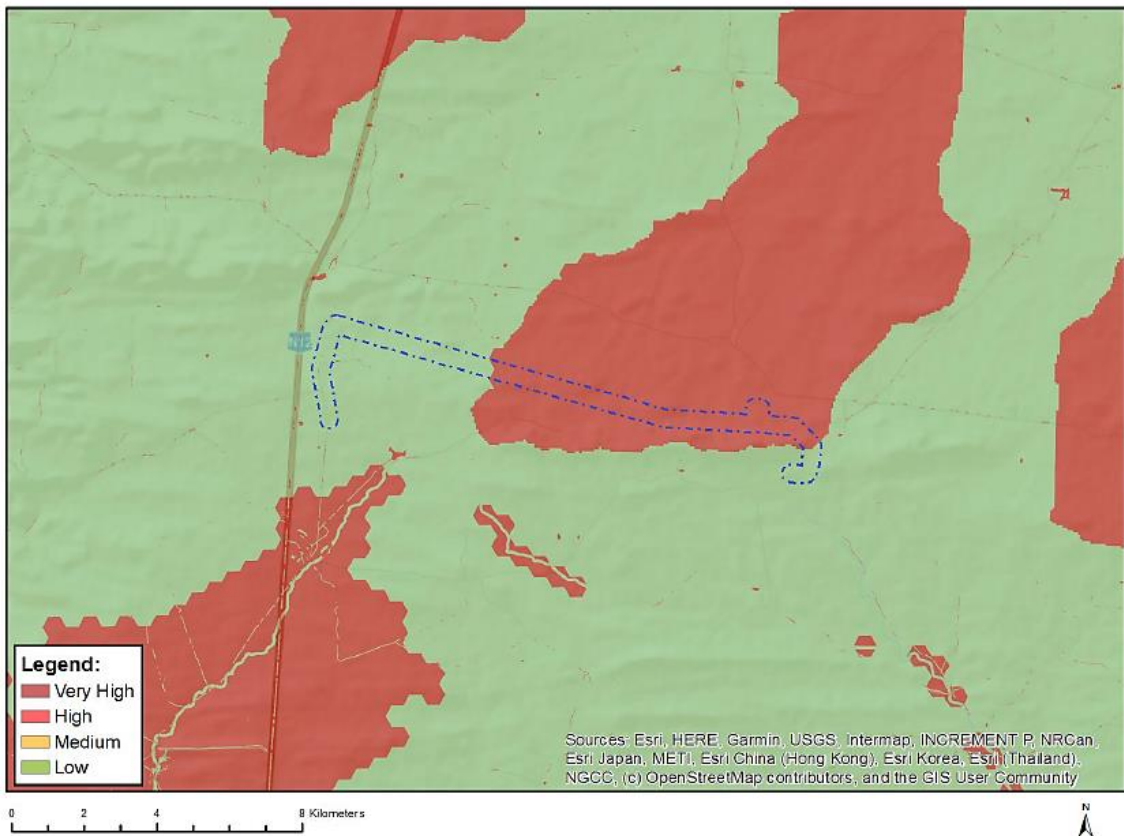 Legend:
Very High
High
Medium
Low
Sources: Esri, HERE, Garmin, USGS, Intermap, INCREMENT P, NRCan,
Esri Japan, METI, Esri China (Hong Kong), Esri Korea, Esri (Thailand),
NGCC, (c) OpenStreetMap contributors, and the GIS User Community
0 2 4 8 Kilometers
N